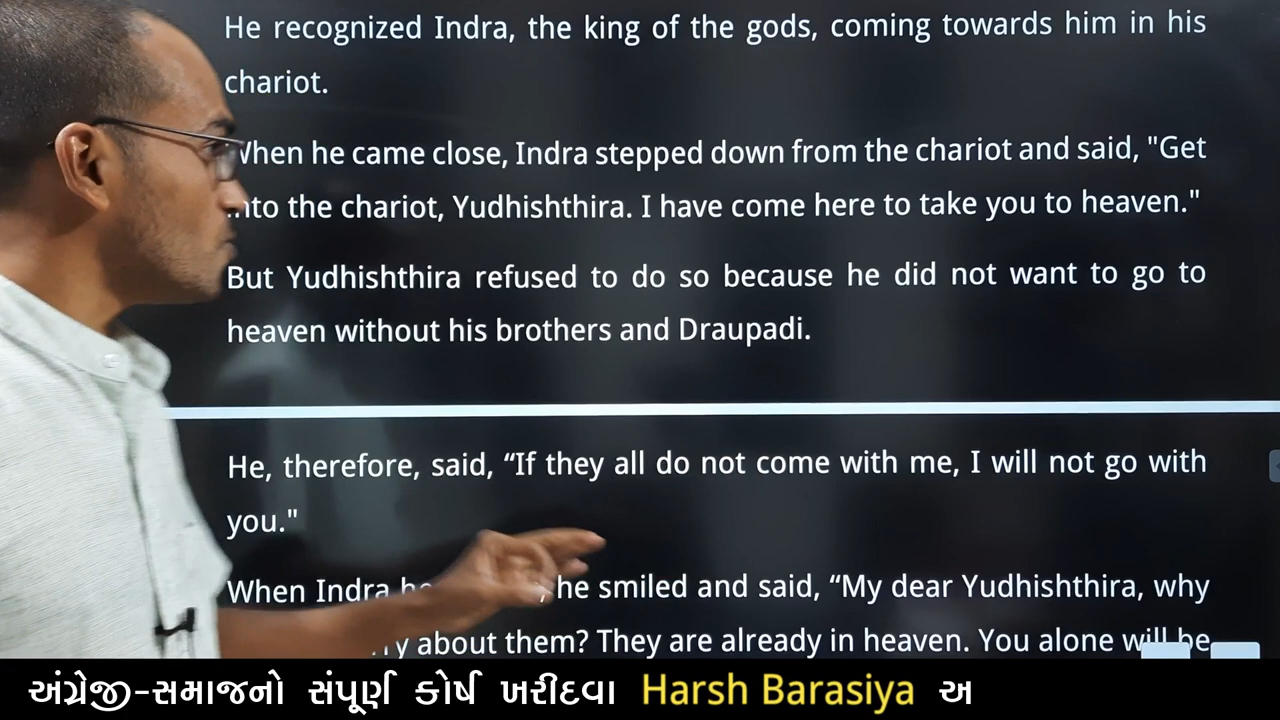 He recognized Indra, the king of the gods, coming towards him in his
chariot.
he came close, Indra stepped down from the chariot and said, "Get
the chariot, Yudhishthira. I have come here to take you to heaven."
But Yudhishthira refused to do so because he did not want to go to
heaven without his brothers and Draupadi.
He, therefore, said, “If they all do not come with me, I will not go with
you."
When Indra he smiled and said, “My dear Yudhishthira, why
about them? They are already in heaven. You alone will be
અંગ્રેજી-સમાજનો સંપૂર્ણ કોર્ષ ખરીદવા Harsh Barasiya અ